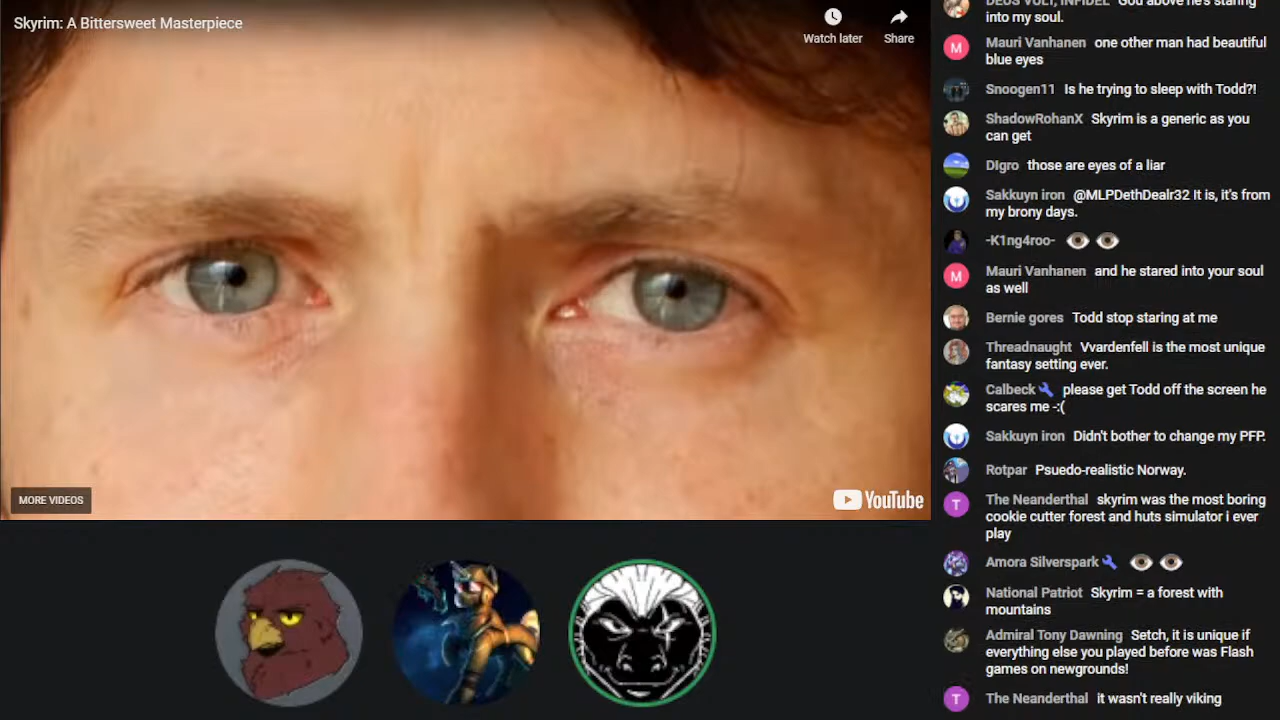 Skyrim: A Bittersweet Masterpiece
Watch later
Share
MORE VIDEOS
YouTube
DEUS VULT, INFIDEL God above he's staring
into my soul.
Mauri Vanhanen one other man had beautiful
blue eyes
Snoogen11 Is he trying to sleep with Todd?!
ShadowRohanX Skyrim is a generic as you
can get
DIgro those are eyes of a liar
Sakkuyn iron @MLPDethDealr32 It is, it's from
my brony days.
-K1ng4roo- 👁 👁
M
Mauri Vanhanen and he stared into your soul
as well
Bernie gores Todd stop staring at me
Threadnaught Vvardenfell is the most unique
fantasy setting ever.
Calbeck please get Todd off the screen he
scares me -:(
Sakkuyn iron Didn't bother to change my PFP.
Rotpar Psuedo-realistic Norway.
T
The Neanderthal skyrim was the most boring
cookie cutter forest and huts simulator i ever
play
Amora Silverspark 👁 👁
National Patriot Skyrim = a forest with
mountains
Admiral Tony Dawning Setch, it is unique if
everything else you played before was Flash
games on newgrounds!
T
The Neanderthal it wasn't really viking